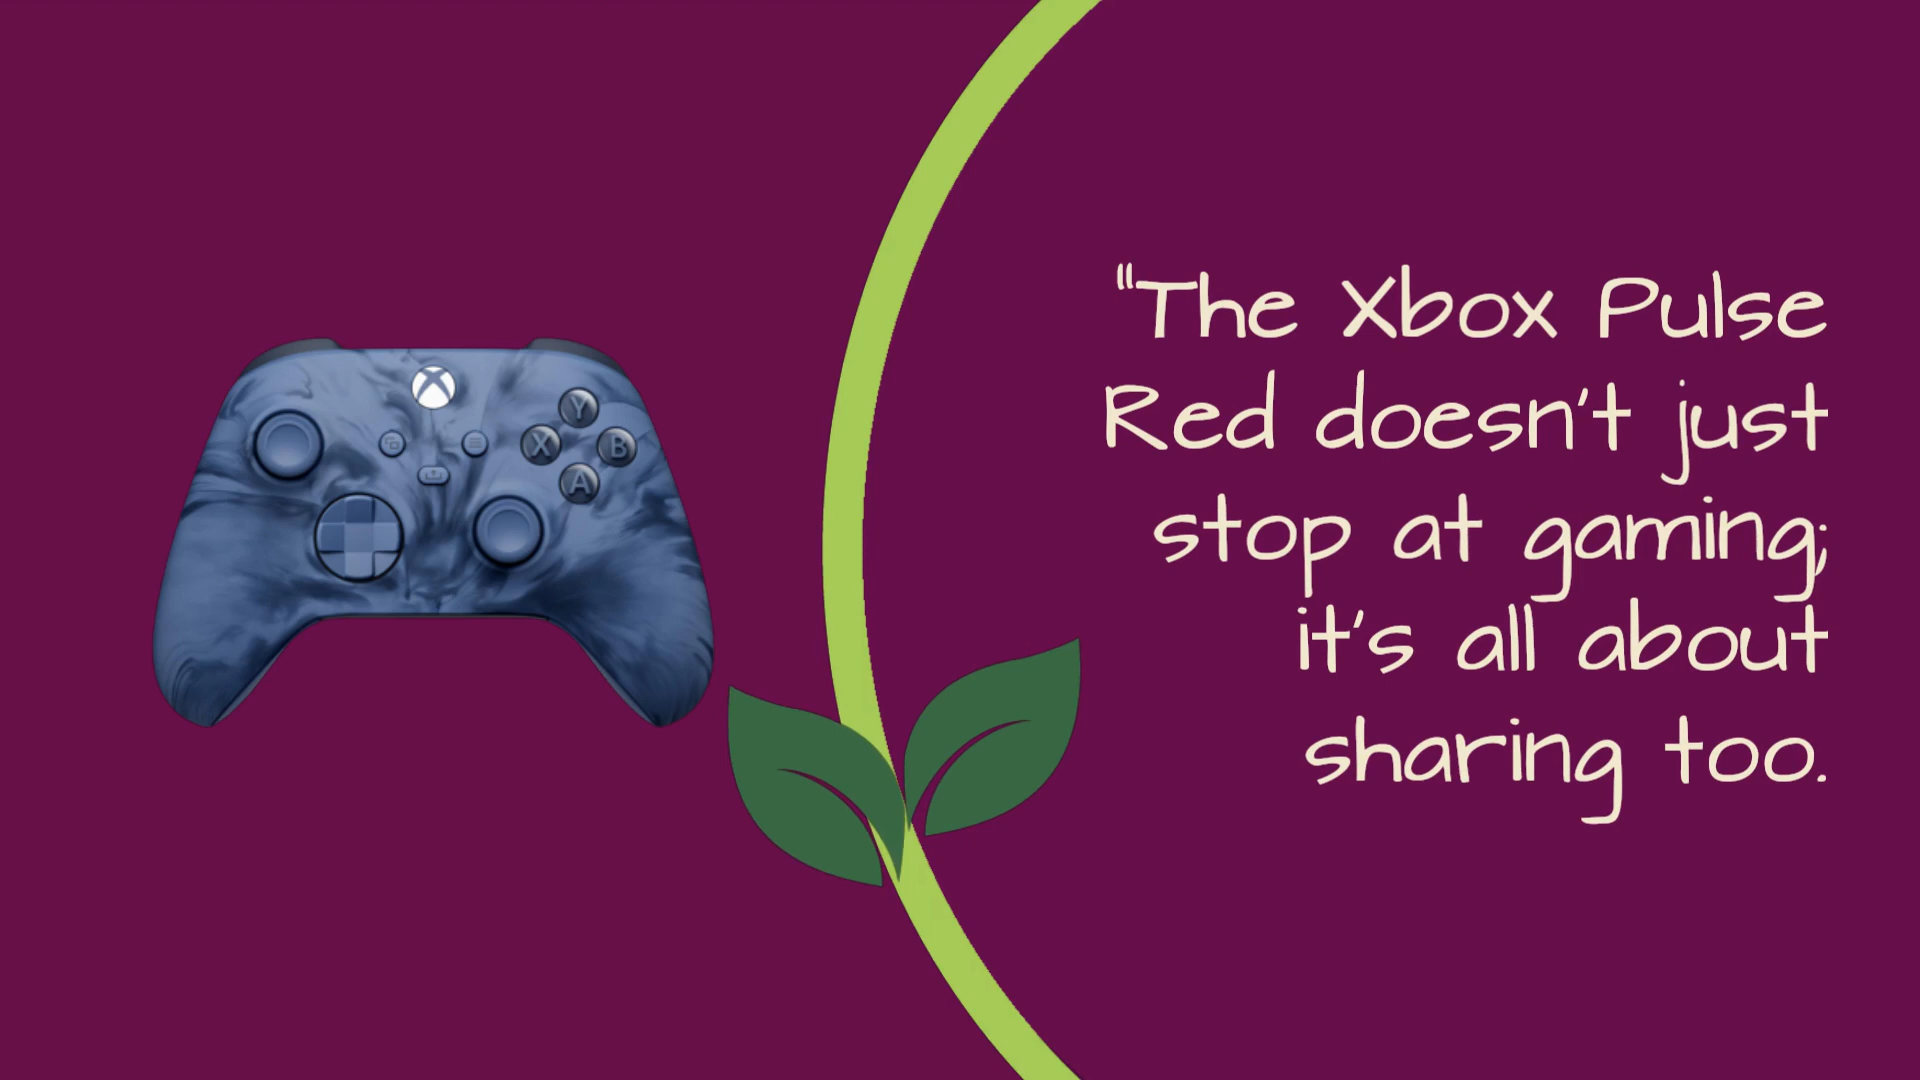 Y
X
B
A
"The Xbox Pulse
Red doesn't just
stop at gaming;
it's all about
sharing too.